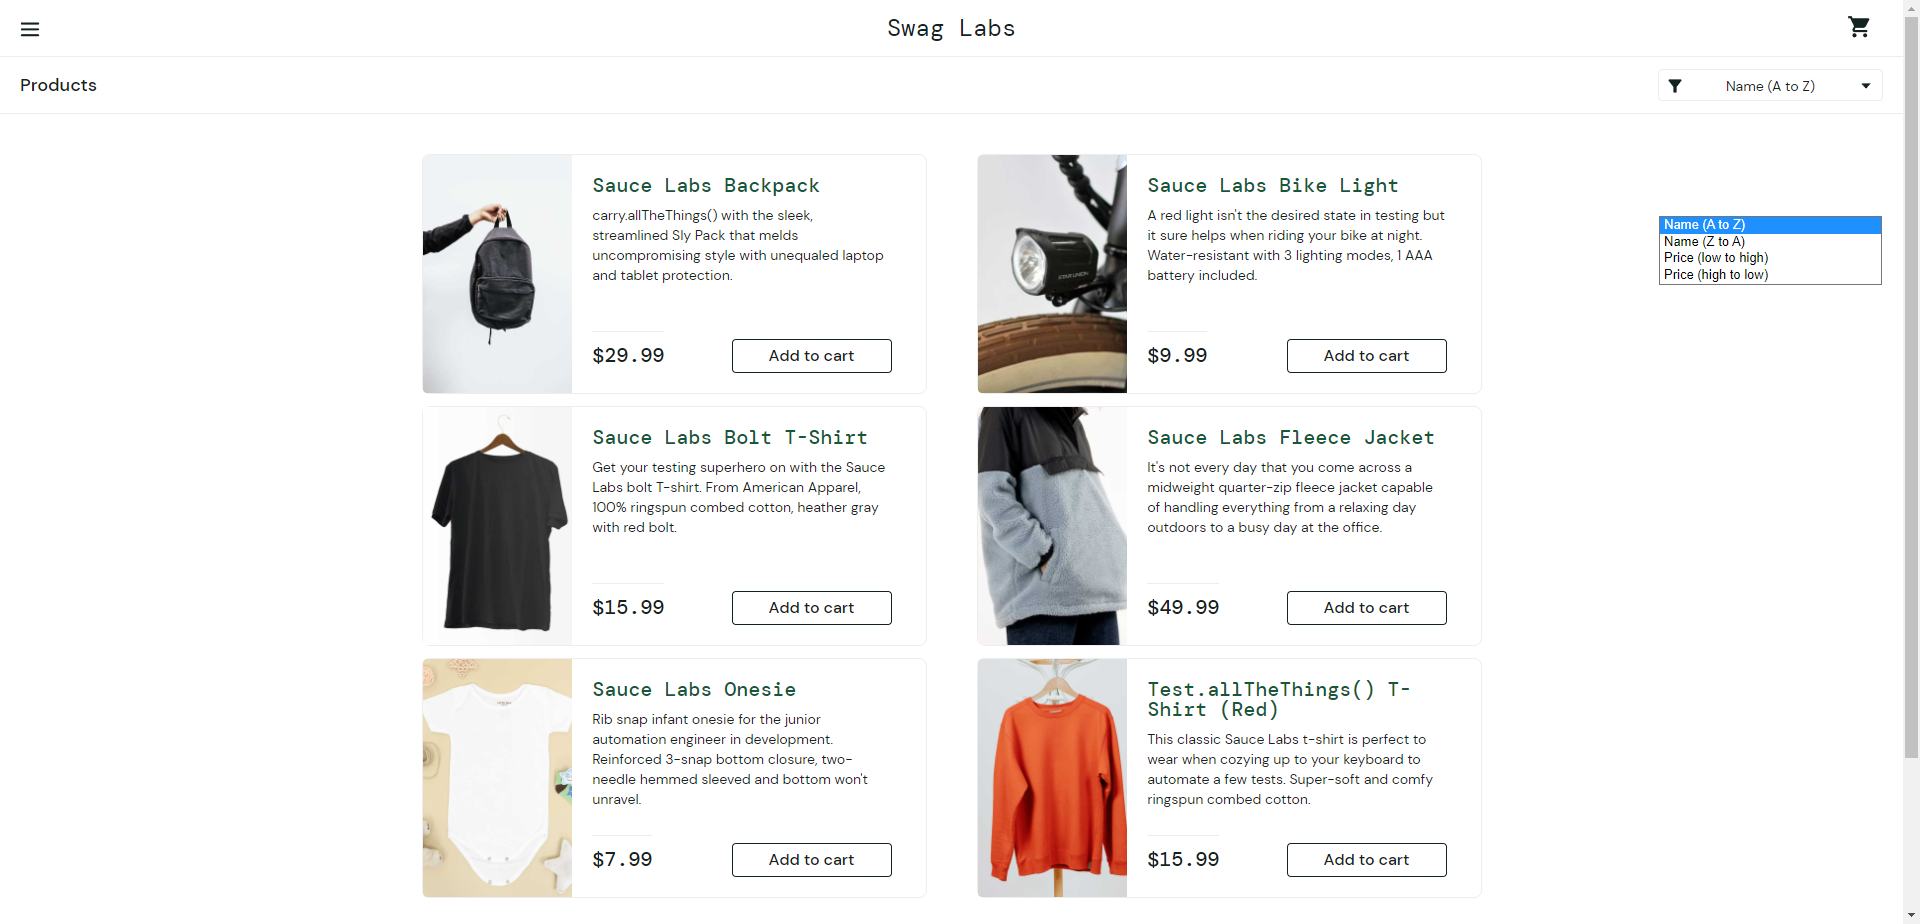 Swag Labs
Products
Name (A to Z)
Name (A to Z)
Name (Z to A)
Price (low to high)
Price (high to low)
Sauce Labs Backpack
carry.allTheThings() with the sleek,
streamlined Sly Pack that melds
uncompromising style with unequaled laptop
and tablet protection.
$29.99
Add to cart
Sauce Labs Bike Light
A red light isn't the desired state in testing but
it sure helps when riding your bike at night.
Water-resistant with 3 lighting modes, 1 AAA
battery included.
$9.99
Add to cart
Sauce Labs Bolt T-Shirt
Get your testing superhero on with the Sauce
Labs bolt T-shirt. From American Apparel,
100% ringspun combed cotton, heather gray
with red bolt.
$15.99
Add to cart
Sauce Labs Fleece Jacket
It's not every day that you come across a
midweight quarter-zip fleece jacket capable
of handling everything from a relaxing day
outdoors to a busy day at the office.
$49.99
Add to cart
Sauce Labs Onesie
Rib snap infant onesie for the junior
automation engineer in development.
Reinforced 3-snap bottom closure, two-
needle hemmed sleeved and bottom won't
unravel.
$7.99
Add to cart
Test.allTheThings() T-
Shirt (Red)
This classic Sauce Labs t-shirt is perfect to
wear when cozying up to your keyboard to
automate a few tests. Super-soft and comfy
ringspun combed cotton.
$15.99
Add to cart